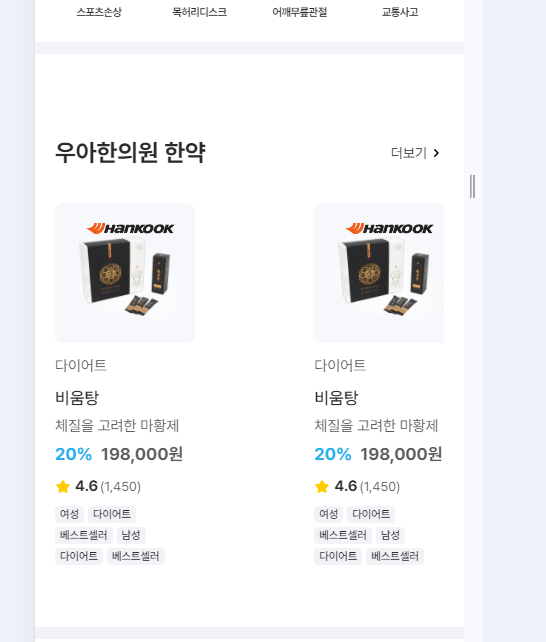 스포츠손상 목허리디스크 어깨무릎관절 교통사고
우아한의원 한약 더보기
HANKOOK HANKOOK
다이어트 다이어트
비움탕 비움탕
체질을 고려한 마황제 체질을 고려한 마황제
20% 198,000원 20% 198,000원
4.6 (1,450) 4.6 (1,450)
여성 다이어트 여성 다이어트
베스트셀러 남성 베스트셀러 남성
다이어트 베스트셀러 다이어트 베스트셀러